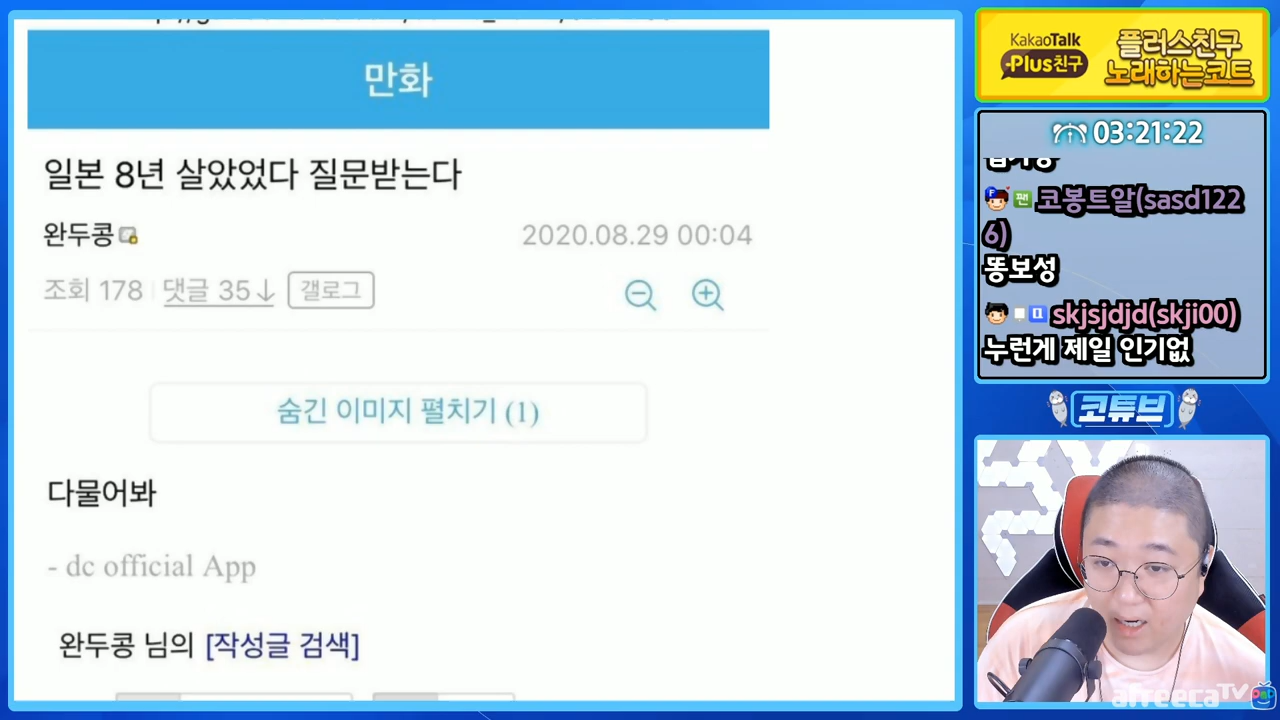 만화
일본 8년 살았었다 질문받는다
완두콩
2020.08.29 00:04
조회 178
댓글 35↓
갤로그
숨긴 이미지 펼치기 (1)
다물어봐
- dc official App
완두콩 님의 [작성글 검색]
KakaoTalk
Plus친구
플러스친구
노래하는코트
03:21:22
팬 코봉트알(sasd122
6)
똥보성
skjsjdjd(skji00)
누런게 제일 인기없
코튜브
afreecaTV